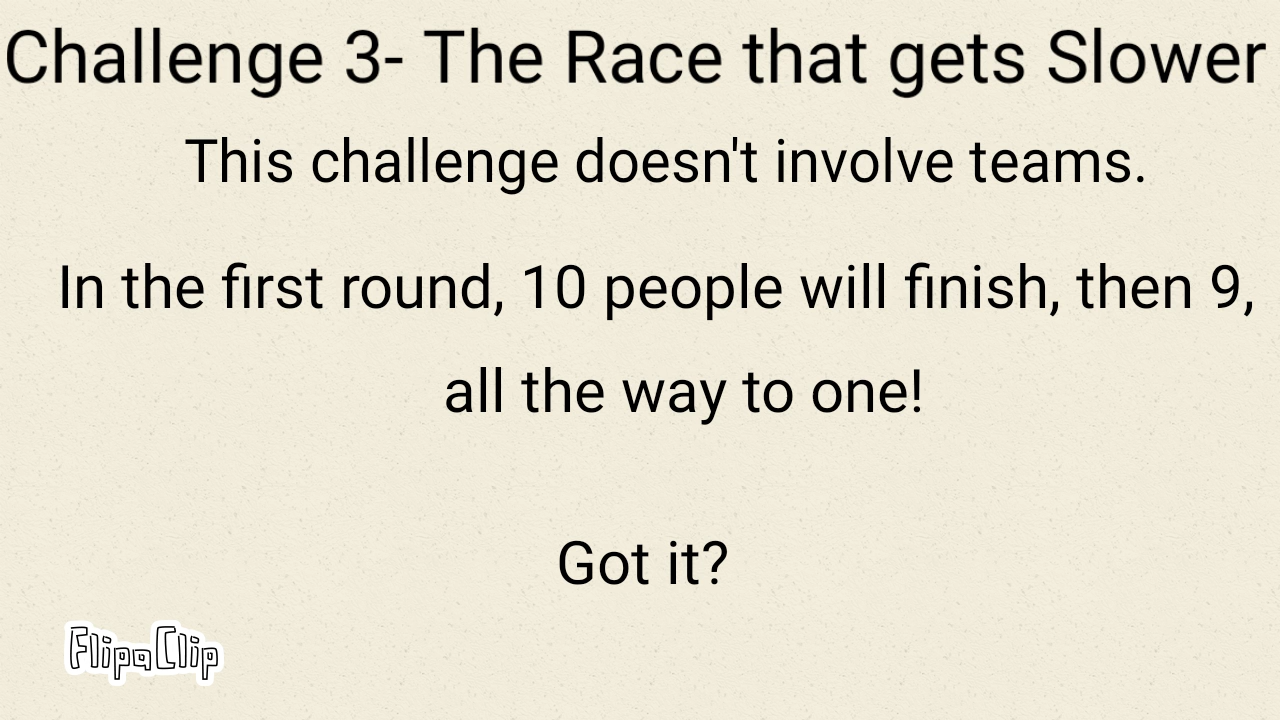 Challenge 3- The Race that gets Slower
This challenge doesn't involve teams.
In the first round, 10 people will finish, then 9,
all the way to one!
Got it?
FlipaClip